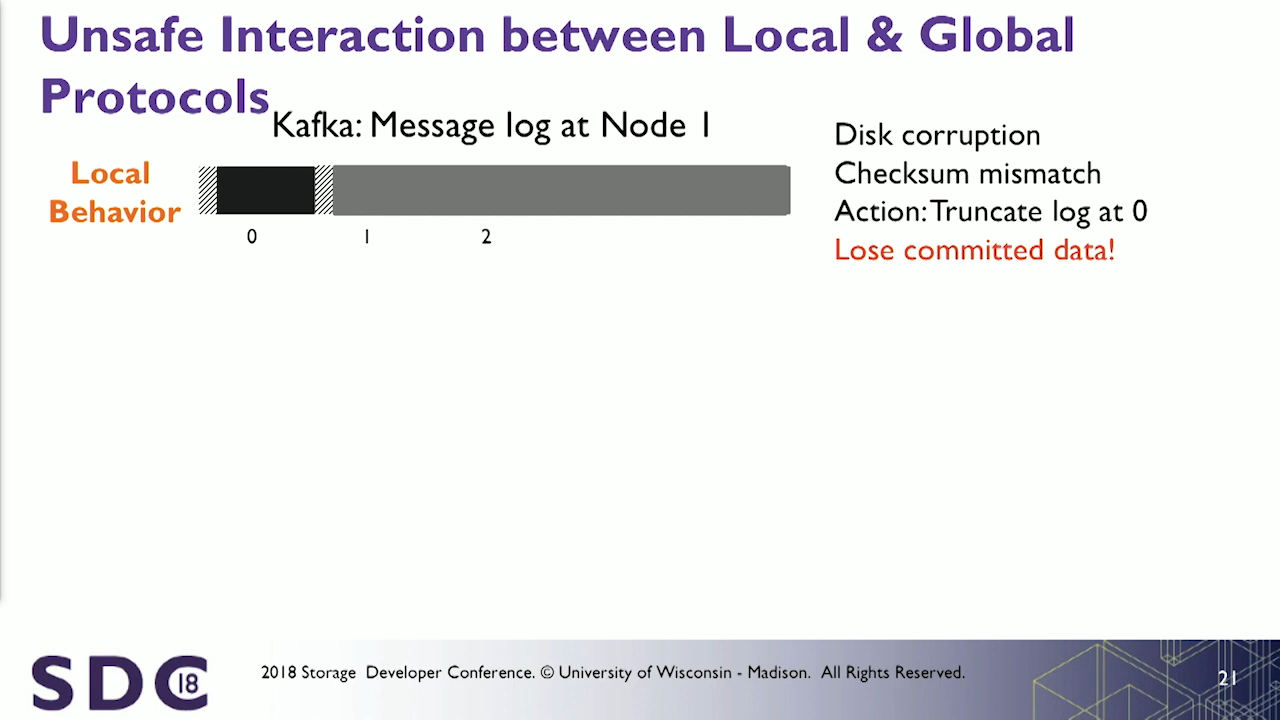 Unsafe Interaction between Local & Global
Protocols
Kafka: Message log at Node 1
Local
Behavior
0 1 2
Disk corruption
Checksum mismatch
Action: Truncate log at 0
Lose committed data!
SDC 18
2018 Storage Developer Conference. © University of Wisconsin - Madison. All Rights Reserved.
21